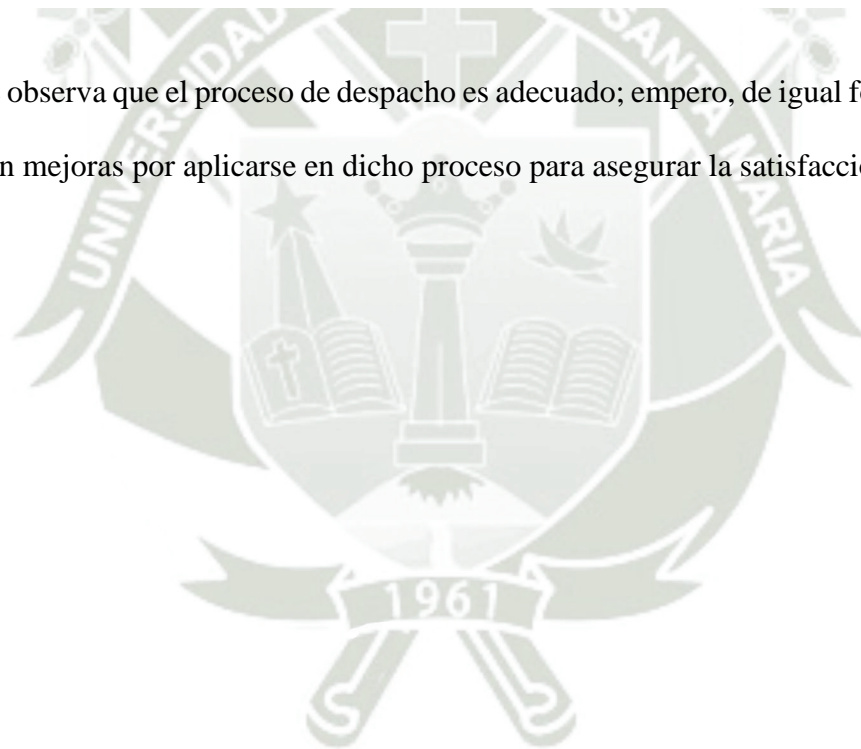 observa que el proceso de despacho es adecuado; empero, de igual
n mejoras por aplicarse en dicho proceso para asegurar la
UNIVERSIDAD
SANTA MARIA
1961